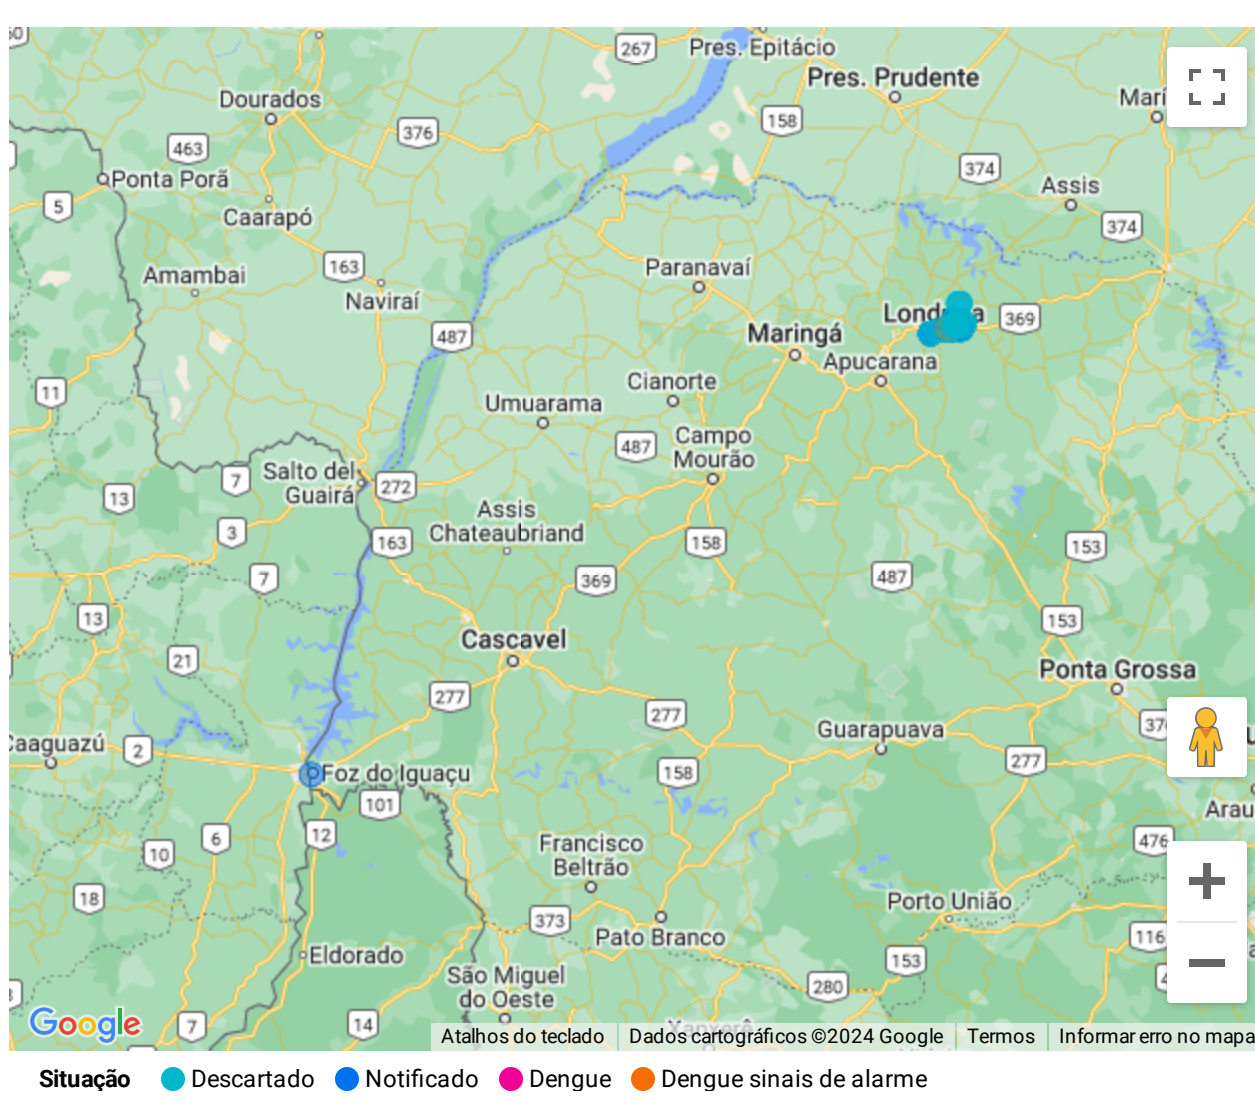 267
Pres. Epitácio
Pres. Prudente
Dourados
Marí
158
376
463
374
Ponta Porã
Assis
5
Caarapó
374
163
Paranavaí
Amambai
Naviraí
369
Maringá
487
Apucarana
11
Cianorte
Umuarama
487
Campo
Mourão
Salto del
Guairá
7
272
13
Assis
Chateaubriand
3
163
158
153
7
369
487
13
153
Cascavel
21
Ponta Grossa
277
277
Guarapuava
Caaguazú
2
158
277
Foz do Iguaçu
101
Arau
6
12
Francisco
Beltrão
476
10
18
Porto União
373
Pato Branco
116
Eldorado
153
São Miguel
do Oeste
280
Google
7
14
Xanxerê
Atalhos do teclado
Dados cartográficos ©2024 Google
Termos
Informar erro no mapa
Situação Descartado Notificado Dengue Dengue sinais de alarme